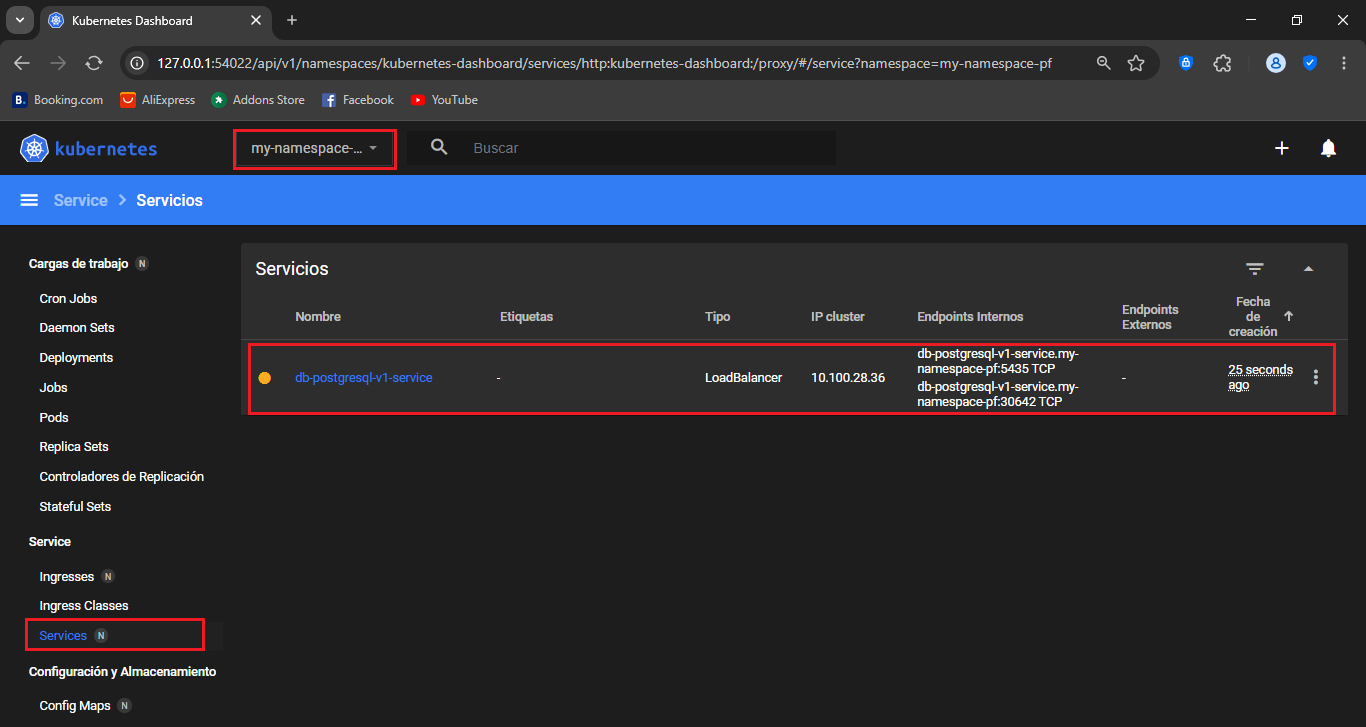 Kubernetes Dashboard
127.0.0.1:54022/api/v1/namespaces/kubernetes-dashboard/services/http:kubernetes-dashboard:/proxy/#/service?namespace=my-namespace-pf
B. Booking.com AliExpress Addons Store Facebook YouTube
kubernetes my-namespace-... Buscar
Service Servicios
Cargas de trabajo N
Cron Jobs
Daemon Sets
Deployments
Jobs
Pods
Replica Sets
Controladores de Replicación
Stateful Sets
Service
Ingresses N
Ingress Classes
Services N
Configuración y Almacenamiento
Config Maps N
Servicios
Nombre Etiquetas Tipo IP cluster Endpoints Internos Endpoints
Externos Fecha
de
creación
db-postgresql-v1-service - LoadBalancer 10.100.28.36 db-postgresql-v1-service.my-
namespace-pf:5435 TCP
db-postgresql-v1-service.my-
namespace-pf:30642 TCP
- 25 seconds
ago